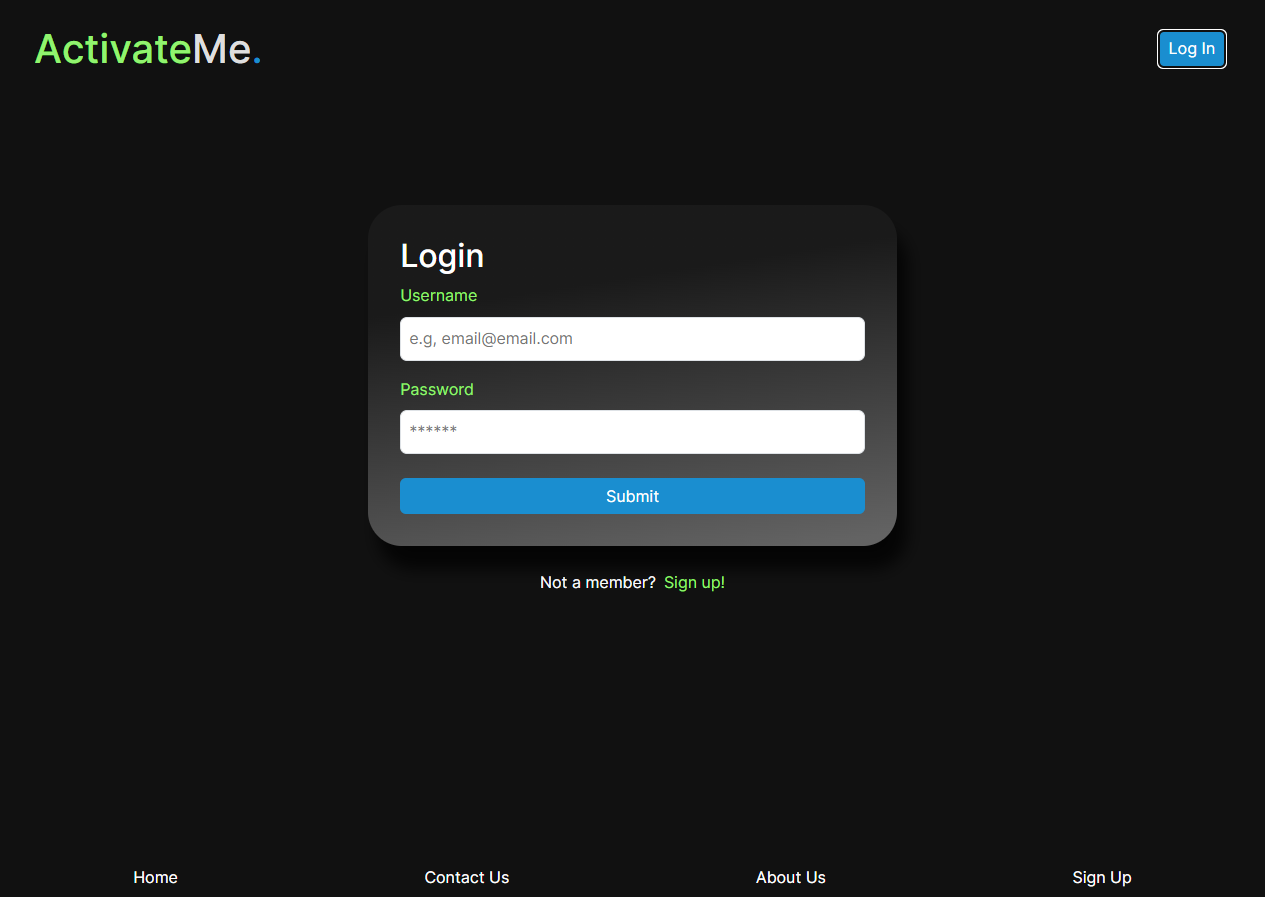 ActivateMe.
Log In
Login
Username
e.g, email@email.com
Password
******
Submit
Not a member? Sign up!
Home Contact Us About Us Sign Up